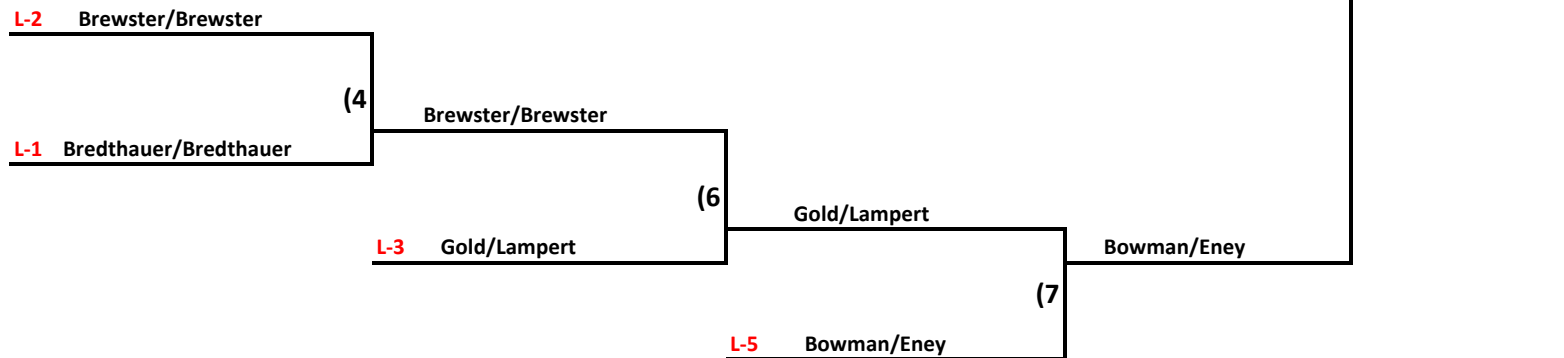 L-2 Brewster/Brewster
(4
Brewster/Brewster
L-1 Bredthauer/Bredthauer
(6
Gold/Lampert
L-3 Gold/Lampert
Bowman/Eney
(7
L-5 Bowman/Eney